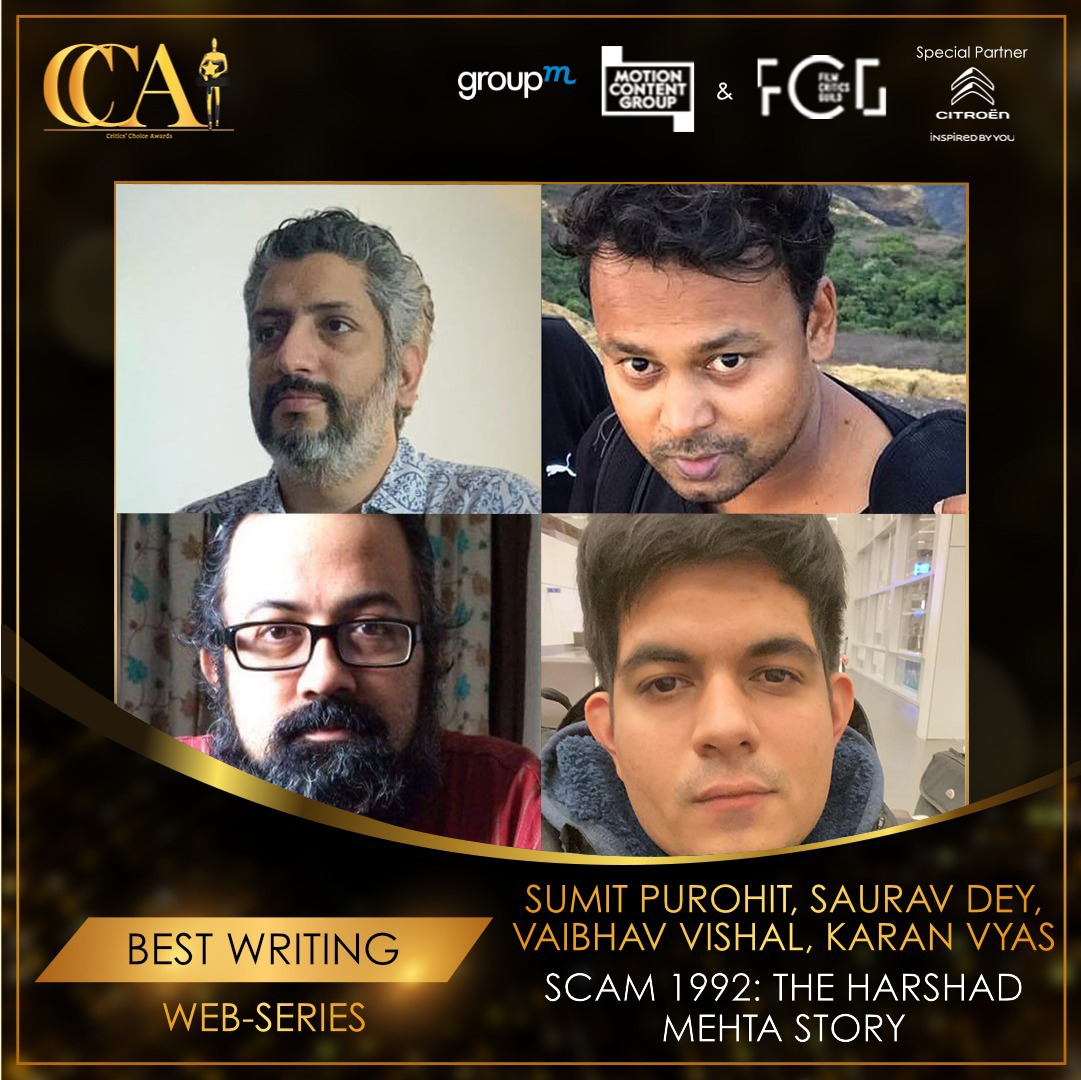 CCA
Critics' Choice Awards
groupm
MOTION
CONTENT
GROUP
&
FCG
FILM
CRITICS
GUILD
Special Partner
CITROËN
INSPIRED BY YOU
BEST WRITING
WEB-SERIES
SUMIT PUROHIT, SAURAV DEY,
VAIBHAV VISHAL, KARAN VYAS
SCAM 1992: THE HARSHAD
MEHTA STORY